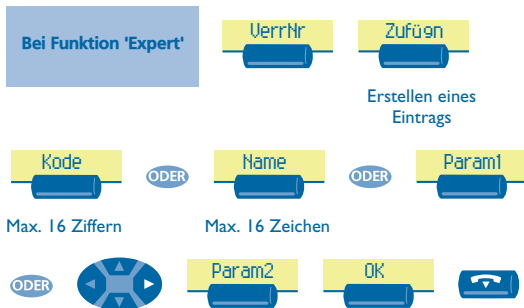 Bei Funktion 'Expert'
VerrNr
Zufügn
Erstellen eines
Eintrags
Kode
ODER
Name
ODER
Param1
Max. 16 Ziffern
Max. 16 Zeichen
ODER
Param2
OK